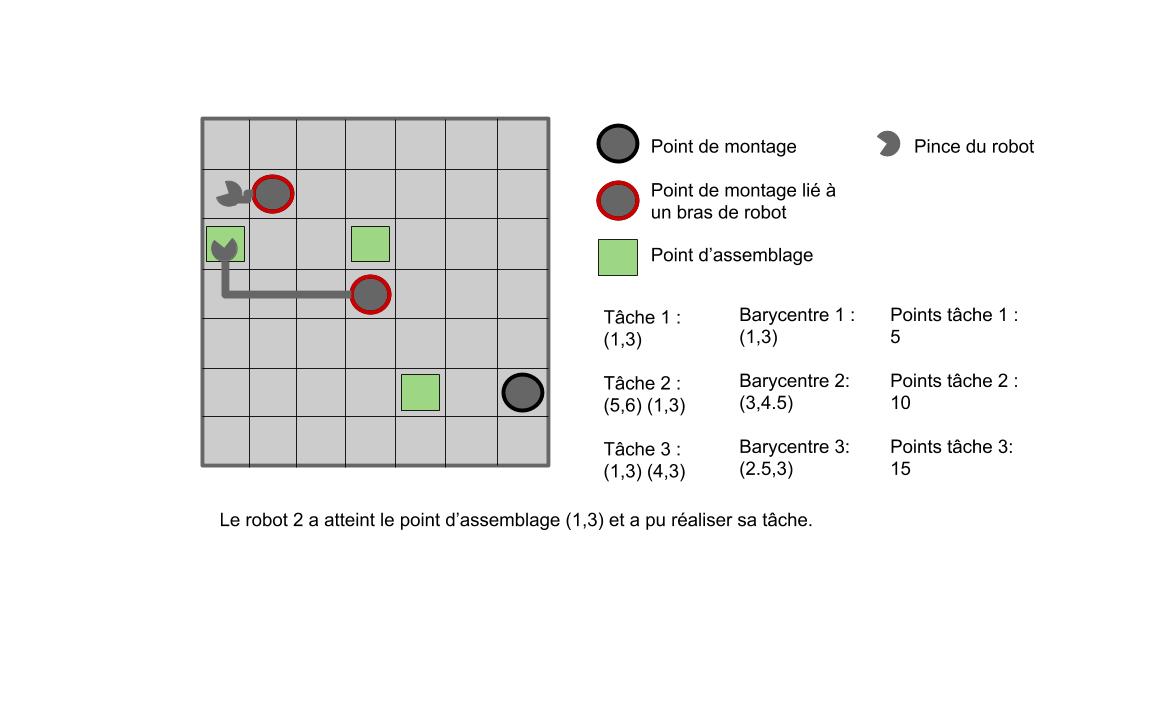 Point de montage
Pince du robot
Point de montage lié à
un bras de robot
Point d'assemblage
Tâche 1 :
(1,3)
Barycentre 1 :
(1,3)
Points tâche 1 :
5
Tâche 2 :
(5,6) (1,3)
Barycentre 2:
(3,4.5)
Points tâche 2 :
10
Tâche 3 :
(1,3) (4,3)
Barycentre 3:
(2.5,3)
Points tâche 3:
15
Le robot 2 a atteint le point d'assemblage (1,3) et a pu réaliser sa tâche.